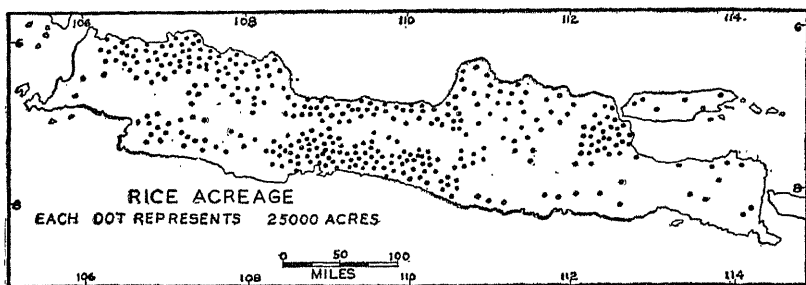 106 108 110 112 114
6 6
8 8
RICE ACREAGE
EACH DOT REPRESENTS 25000 ACRES
0 50 100
MILES
106 108 110 112 114